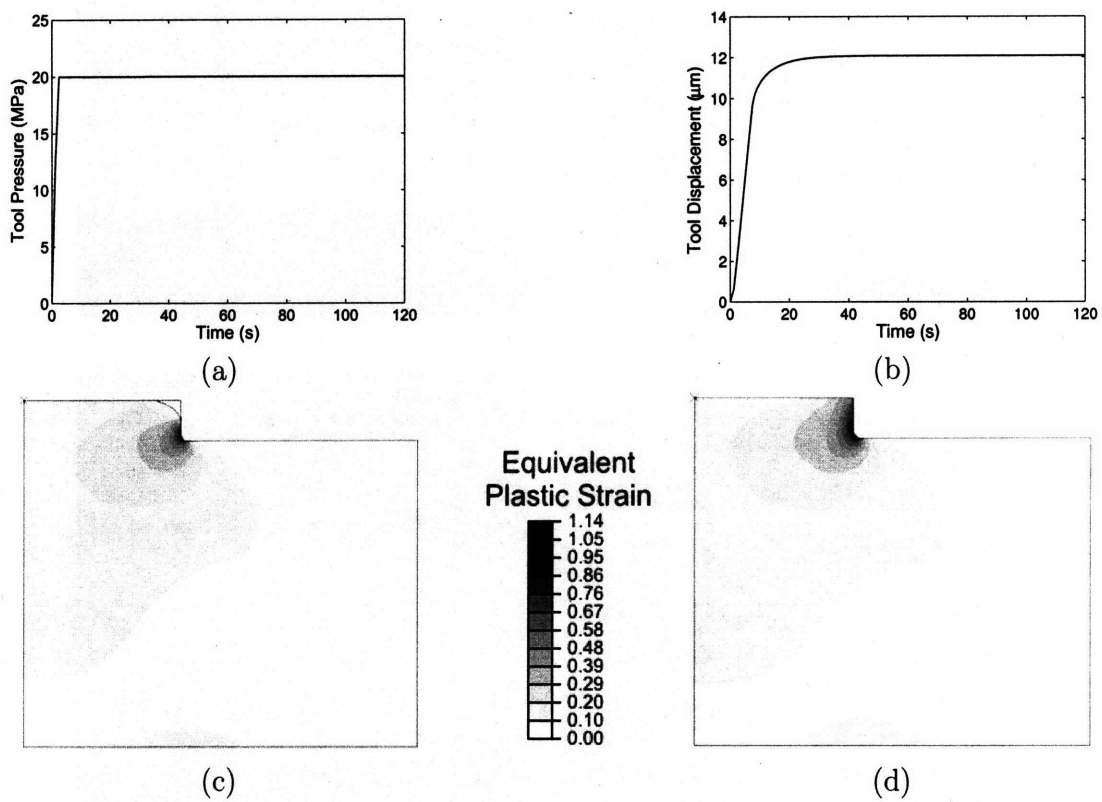 25
20
15
10
5
0
0 20 40 60 80 100 120
Tool Pressure (MPa)
Time (s)
(a)
14
12
10
8
6
4
2
0
0 20 40 60 80 100 120
Tool Displacement (μm)
Time (s)
(b)
Equivalent
Plastic Strain
1.14
1.05
0.95
0.86
0.76
0.67
0.58
0.48
0.39
0.29
0.20
0.10
0.00
(c)
(d)